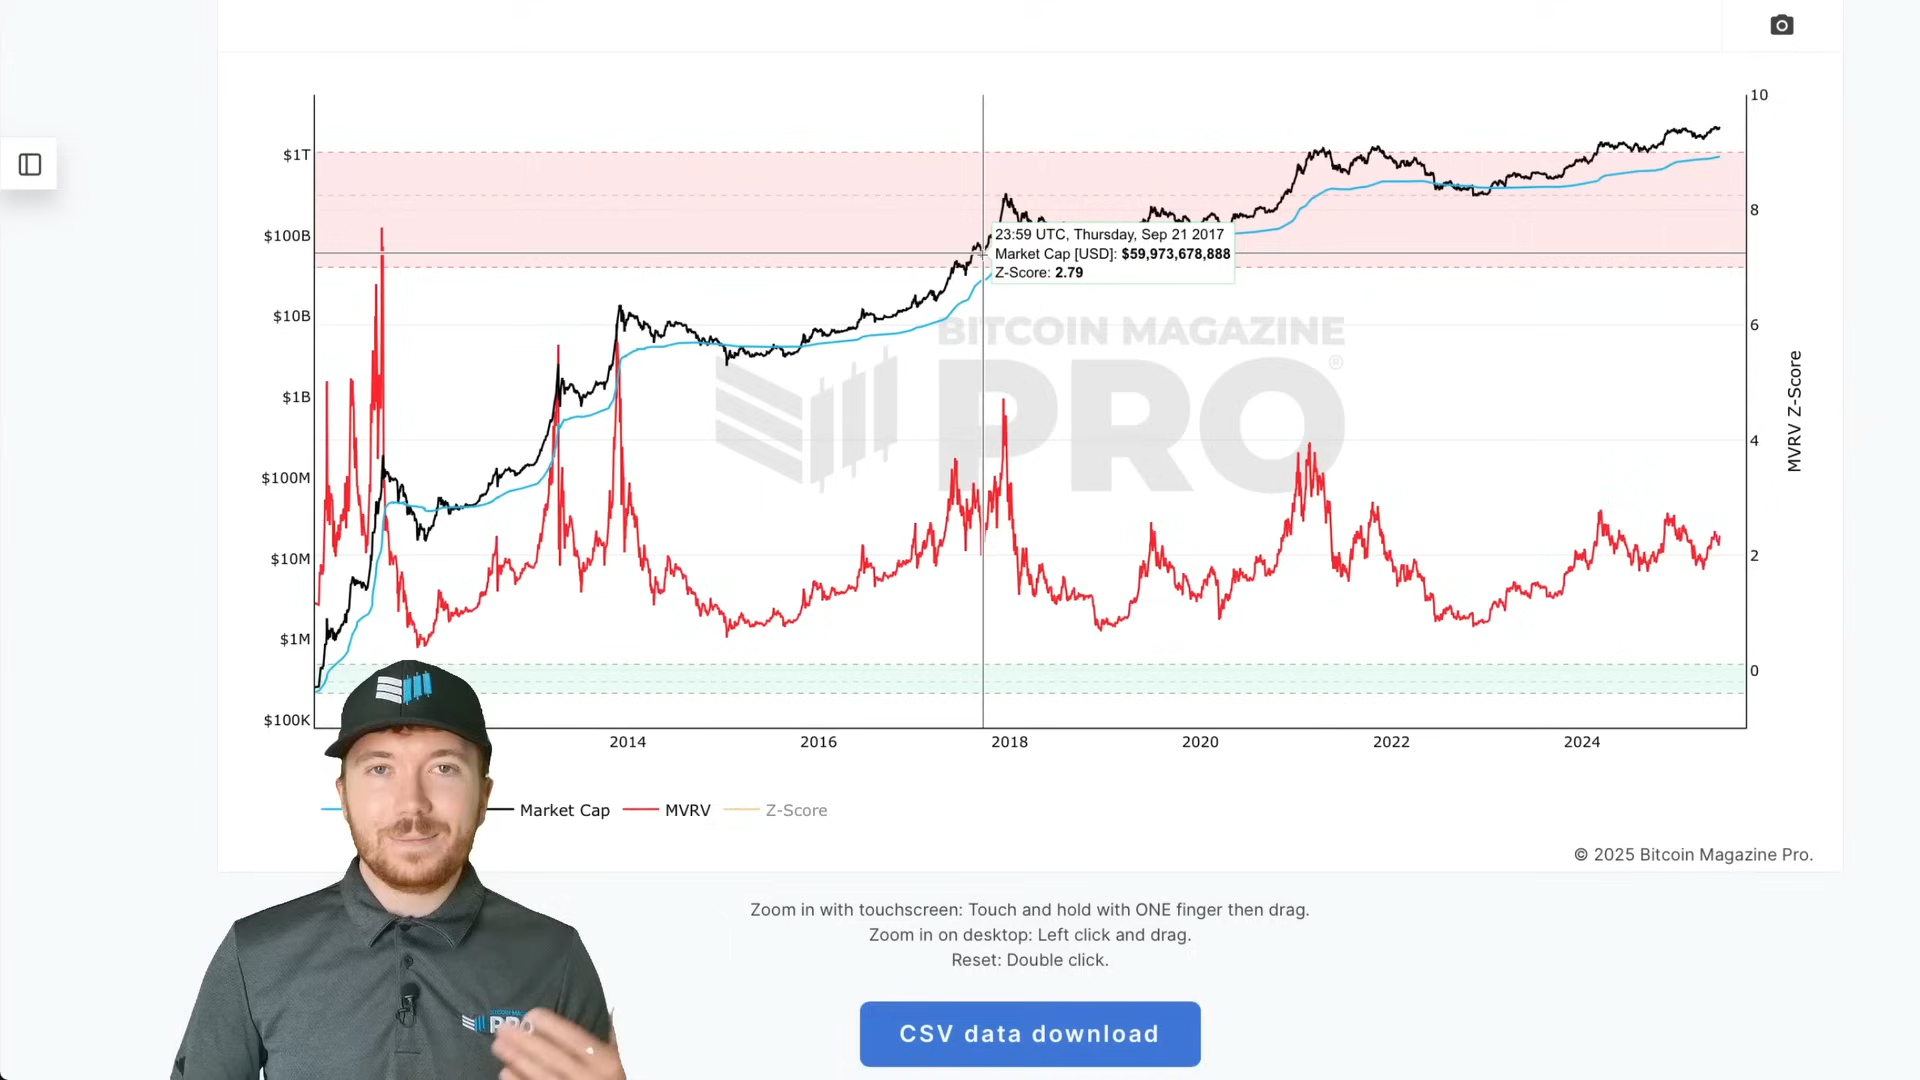 10
$1T
8
$100B
23:59 UTC, Thursday, Sep 21 2017
Market Cap [USD]: $59,973,678,888
Z-Score: 2.79
$10B
6
BITCOIN MAGAZINE
PRO®
$1B
4
MVRV Z-Score
$100M
$10M
2
$1M
0
$100K
2014
2016
2018
2020
2022
2024
Market Cap
MVRV
Z-Score
© 2025 Bitcoin Magazine Pro.
Zoom in with touchscreen: Touch and hold with ONE finger then drag.
Zoom in on desktop: Left click and drag.
Reset: Double click.
PRO
CSV data download